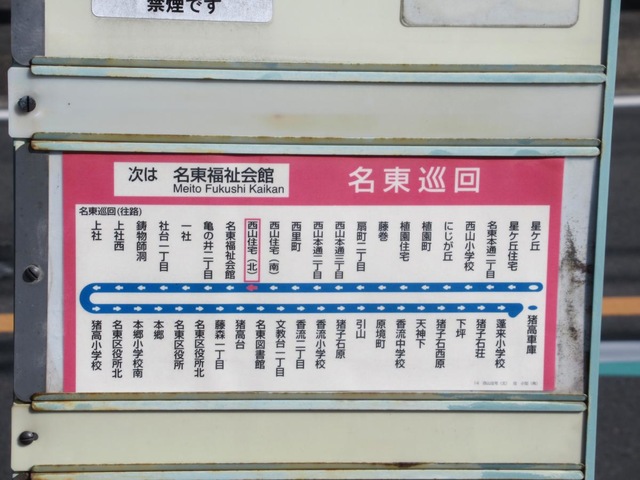 禁煙です
次は 名東福祉会館
Meito Fukushi Kaikan
名東巡回
名東巡回(往路)
上社
上社西
鋳物師洞
社台一丁目
一社
亀の井二丁目
名東福祉会館
西山住宅(北)
西山住宅(南)
西里町
西山本通二丁目
西山本通三丁目
扇町二丁目
藤巻
植園住宅
植園町
にじが丘
西山小学校
名東本通二丁目
星ケ丘住宅
星ケ丘
猪高小学校
名東区役所北
本郷小学校南
本郷
名東区役所
名東区役所北
藤森一丁目
猪高台
名東図書館
文教台二丁目
香流二丁目
香流小学校
猪子石原
引山
原境町
香流中学校
天神下
猪子石西原
下坪
猪子石荘
蓬来小学校
猪高車庫